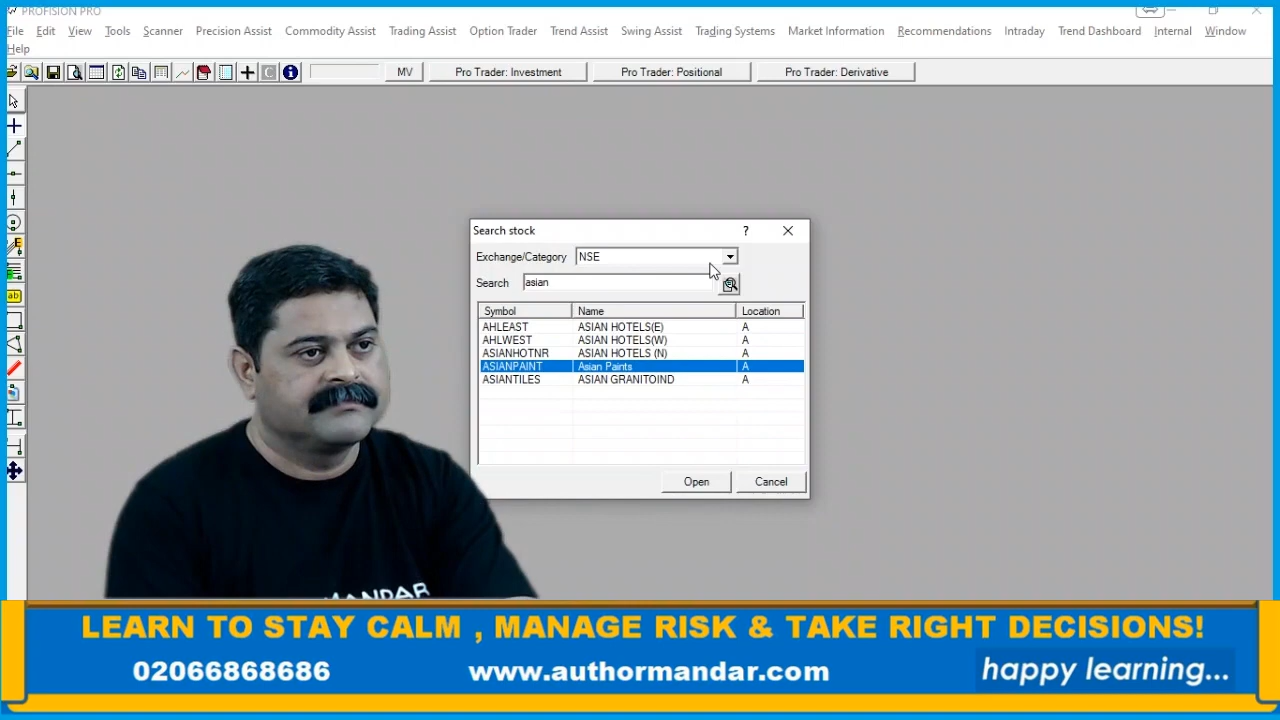 PROFISION PRO
File Edit View Tools Scanner Precision Assist Commodity Assist Trading Assist Option Trader Trend Assist Swing Assist Trading Systems Market Information Recommendations Intraday Trend Dashboard Internal Window
Help
C MV Pro Trader: Investment Pro Trader: Positional Pro Trader: Derivative
E
ab
Search stock ?
Exchange/Category NSE
Search asian
Symbol Name Location
AHLEAST ASIAN HOTELS(E) A
AHLWEST ASIAN HOTELS(W) A
ASIANHOTNR ASIAN HOTELS (N) A
ASIANPAINT Asian Paints A
ASIANTILES ASIAN GRANITOIND A
Open Cancel
MANDAR
LEARN TO STAY CALM , MANAGE RISK & TAKE RIGHT DECISIONS!
02066868686 www.authormandar.com happy learning...